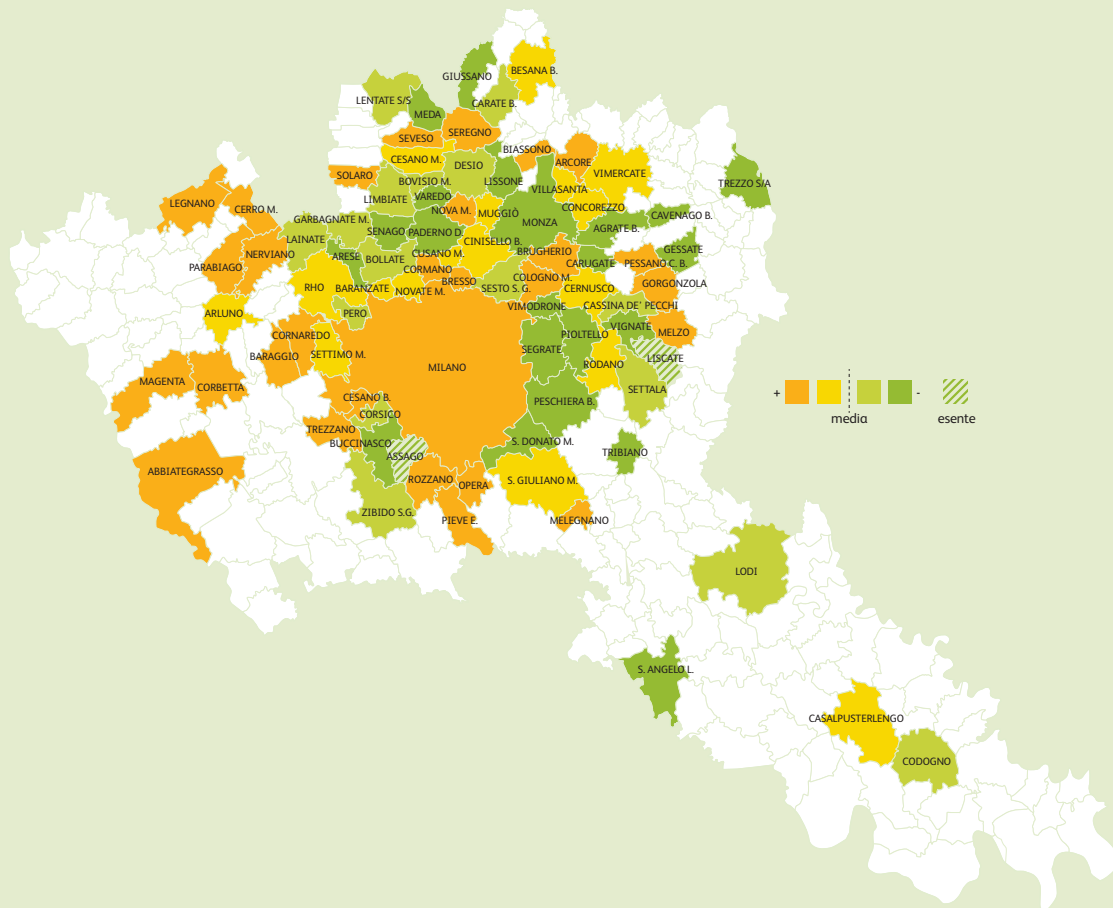 BESANA B.
GIUSSANO
LENTATE S/S
CARATE B.
MEDA
SEREGNO
SEVESO
BIASSONO
CESANO M.
DESIO
ARCORE
VIMERCATE
SOLARO
BOVISIO M.
LISSONE
TREZZO S/A
VILLASANTA
LIMBIATE
VAREDO
LEGNANO
CERRO M.
NOVA M.
MUGGIÒ
CONCOREZZO
CAVENAGO B.
GARBAGNATE M.
MONZA
AGRATE B.
SENAGO
PADERNO D.
LAINATE
CINISELLO B.
NERVIANO
ARESE
BOLLATE
CUSANO M.
BRUGHERIO
GESSATE
PARABIAGO
CORMANO
CARUGATE
PESSANO C. B.
BRESSO
COLOGNO M.
GORGONZOLA
RHO
BARANZATE
NOVATE M.
SESTO S. G.
CERNUSCO
ARLUNO
PERO
VIMODRONE
CASSINA DE' PECCHI
CORNAREDO
PIOLTELLO
VIGNATE
MELZO
BARAGGIO
SETTIMO M.
SEGRATE
LISCATE
MILANO
RODANO
MAGENTA
CORBETTA
SETTALA
CESANO B.
PESCHIERA B.
CORSICO
TREZZANO
BUCCINASCO
S. DONATO M.
ASSAGO
TRIBIANO
ABBIATEGRASSO
ROZZANO
OPERA
S. GIULIANO M.
ZIBIDO S.G.
PIEVE E.
MELEGNANO
LODI
S. ANGELO L.
CASALPUSTERLENGO
CODOGNO
+ -
media esente